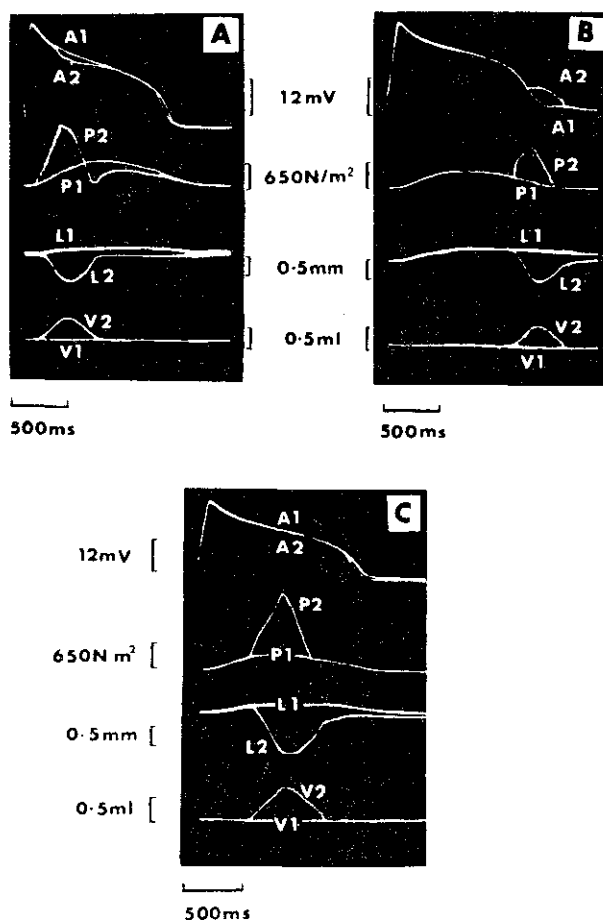 A
A1
A2
P2
P1
L1
L2
V2
V1
500ms
12mV
650N/m²
0·5mm
0·5ml
B
A2
A1
P2
P1
L1
L2
V2
V1
500ms
C
A1
A2
P2
P1
L1
L2
V2
V1
12mV
650N m²
0·5mm
0·5ml
500ms